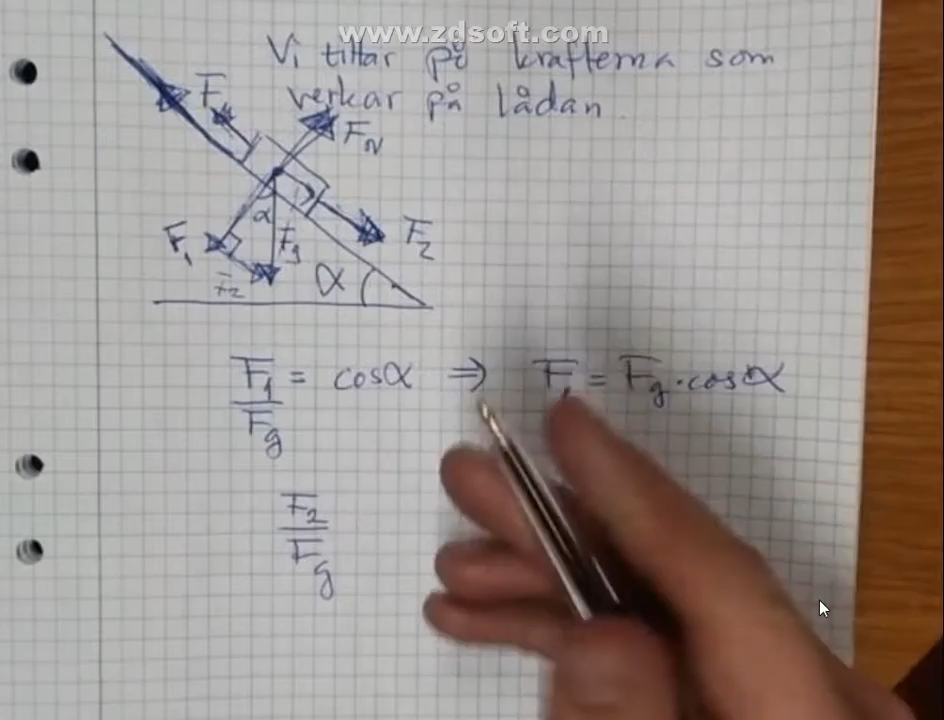 www.zdsoft.com
Vi tittar på krafterna som
verkar på lådan.
F
F_N
α
F_1
F_g
F_2
F_2
α
F_1/F_g = cosα ⇒ F_1 = F_g · cosα
F_2/F_g